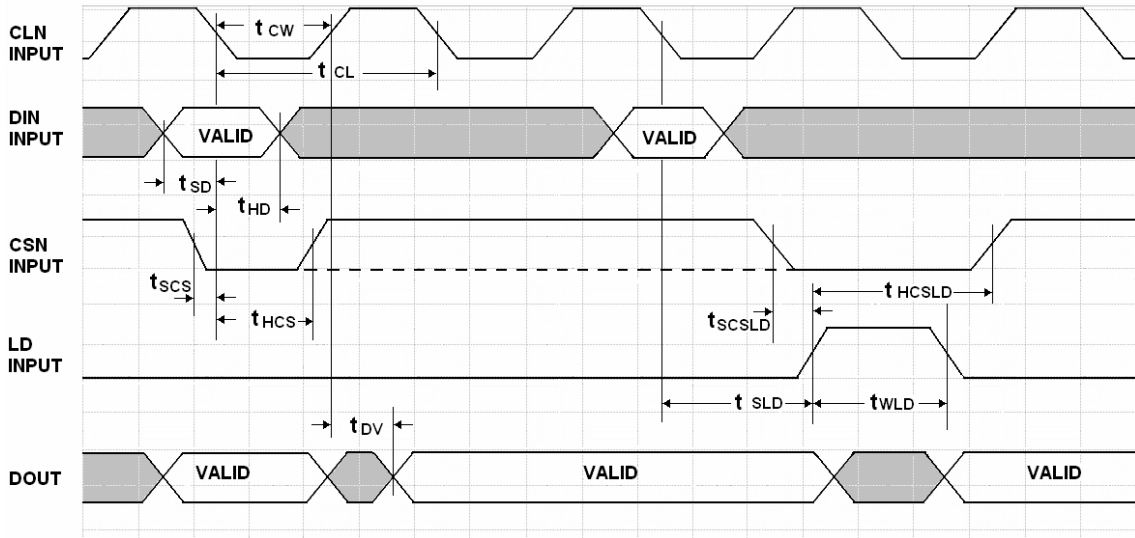 CLN
INPUT
t CW
t CL
DIN
INPUT
VALID
VALID
t SD
t HD
CSN
INPUT
t SCS
t HCS
t SCSLD
t HCSLD
LD
INPUT
t SLD
t WLD
t DV
DOUT
VALID
VALID
VALID